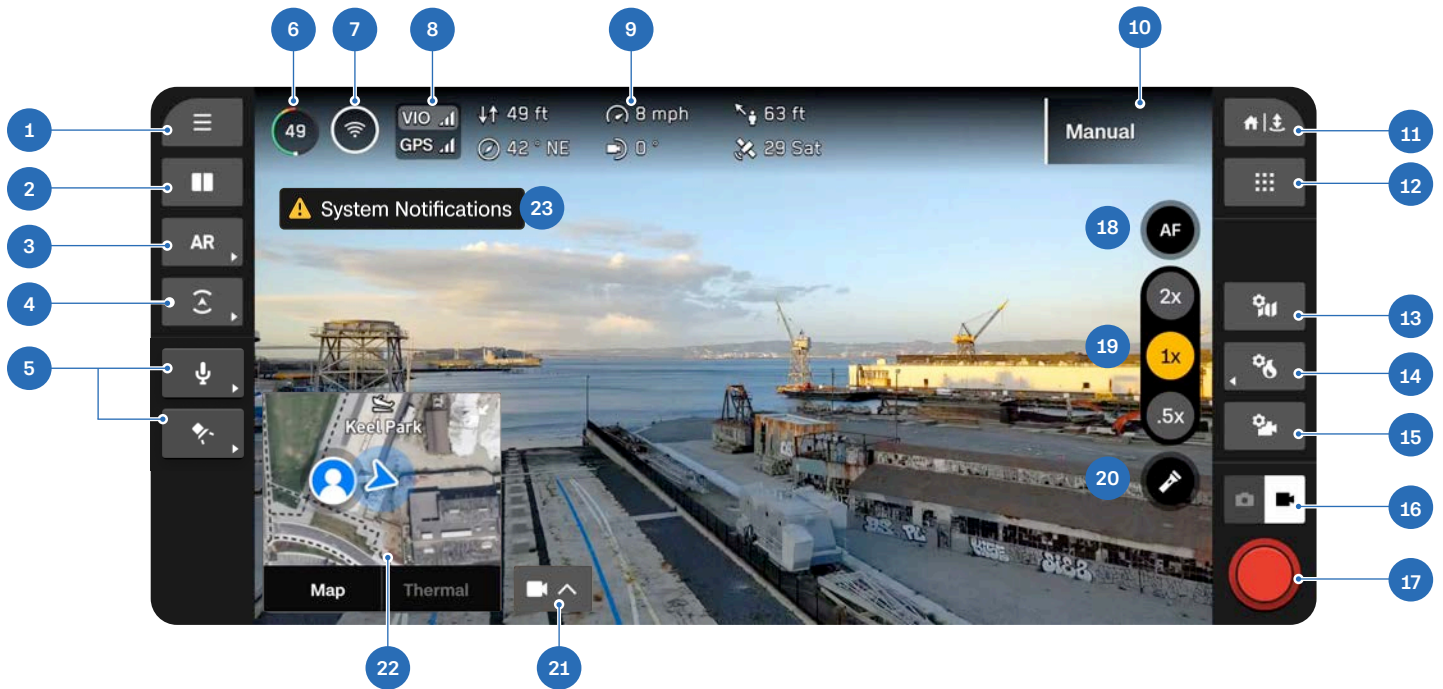 6 7 8 9 10
1 2 3 4 5
49
VIO
GPS
49 ft
42° NE
8 mph
0°
63 ft
29 Sat
Manual
11
12
System Notifications 23
AR
18 AF
2x
19 1x
.5x
20
13
14
15
16
17
Keel Park
Map Thermal
22 21